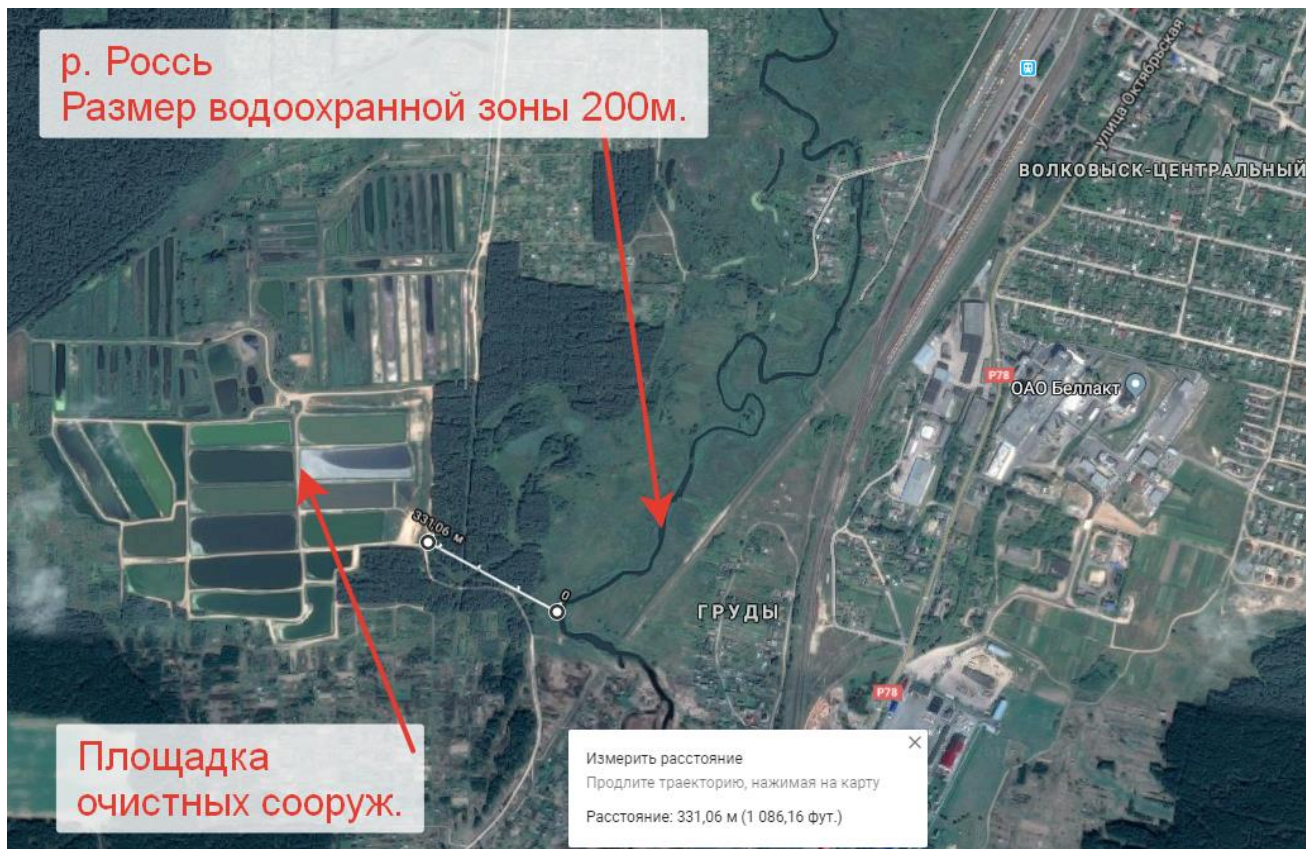 р. Россь
Размер водоохранной зоны 200м.
улица Октябрьская
ВОЛКОВЫСК-ЦЕНТРАЛЬНЫЙ
Р78
ОАО Беллакт
331,06 м
0
ГРУДЫ
Р78
Площадка
очистных сооруж.
Измерить расстояние
Продлите траекторию, нажимая на карту
Расстояние: 331,06 м (1 086,16 фут.)